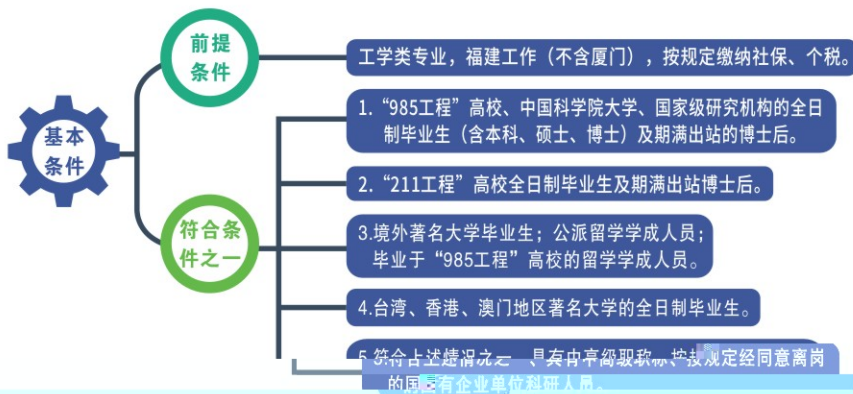 基本
条件
前提
条件
工学类专业，福建工作（不含厦门），按规定缴纳社保、个税。
符合条
件之一
1.“985工程”高校、中国科学院大学、国家级研究机构的全日
制毕业生（含本科、硕士、博士）及期满出站的博士后。
2.“211工程”高校全日制毕业生及期满出站博士后。
3.境外著名大学毕业生；公派留学学成人员；
毕业于“985工程”高校的留学学成人员。
4.台湾、香港、澳门地区著名大学的全日制毕业生。
5.符合上述情况之一、具有中高级职称、按规定经同意离岗
有企业单位科研人员。